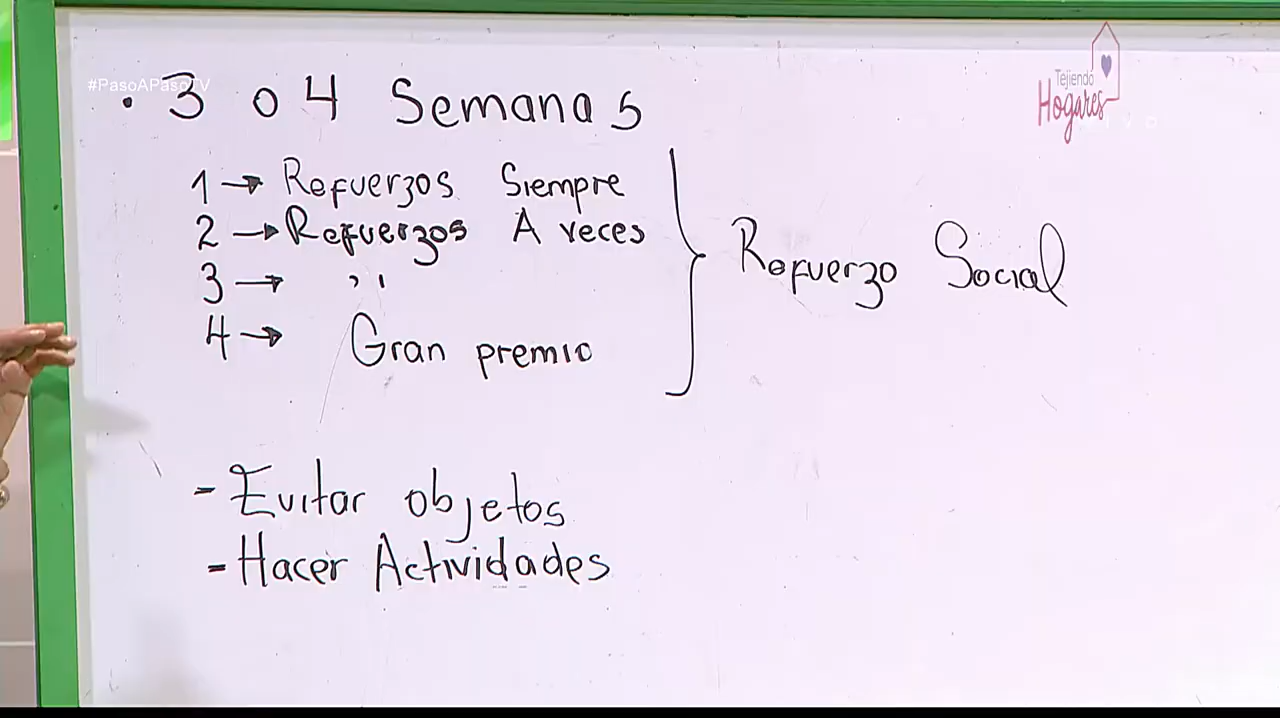 #PasoAPasoTV
Tejiendo
Hogares
• 3 o 4 Semanas
1 → Refuerzos Siempre
2 → Refuerzos A veces
3 → , ,
4 → Gran premio
Refuerzo Social
- Evitar objetos
- Hacer Actividades